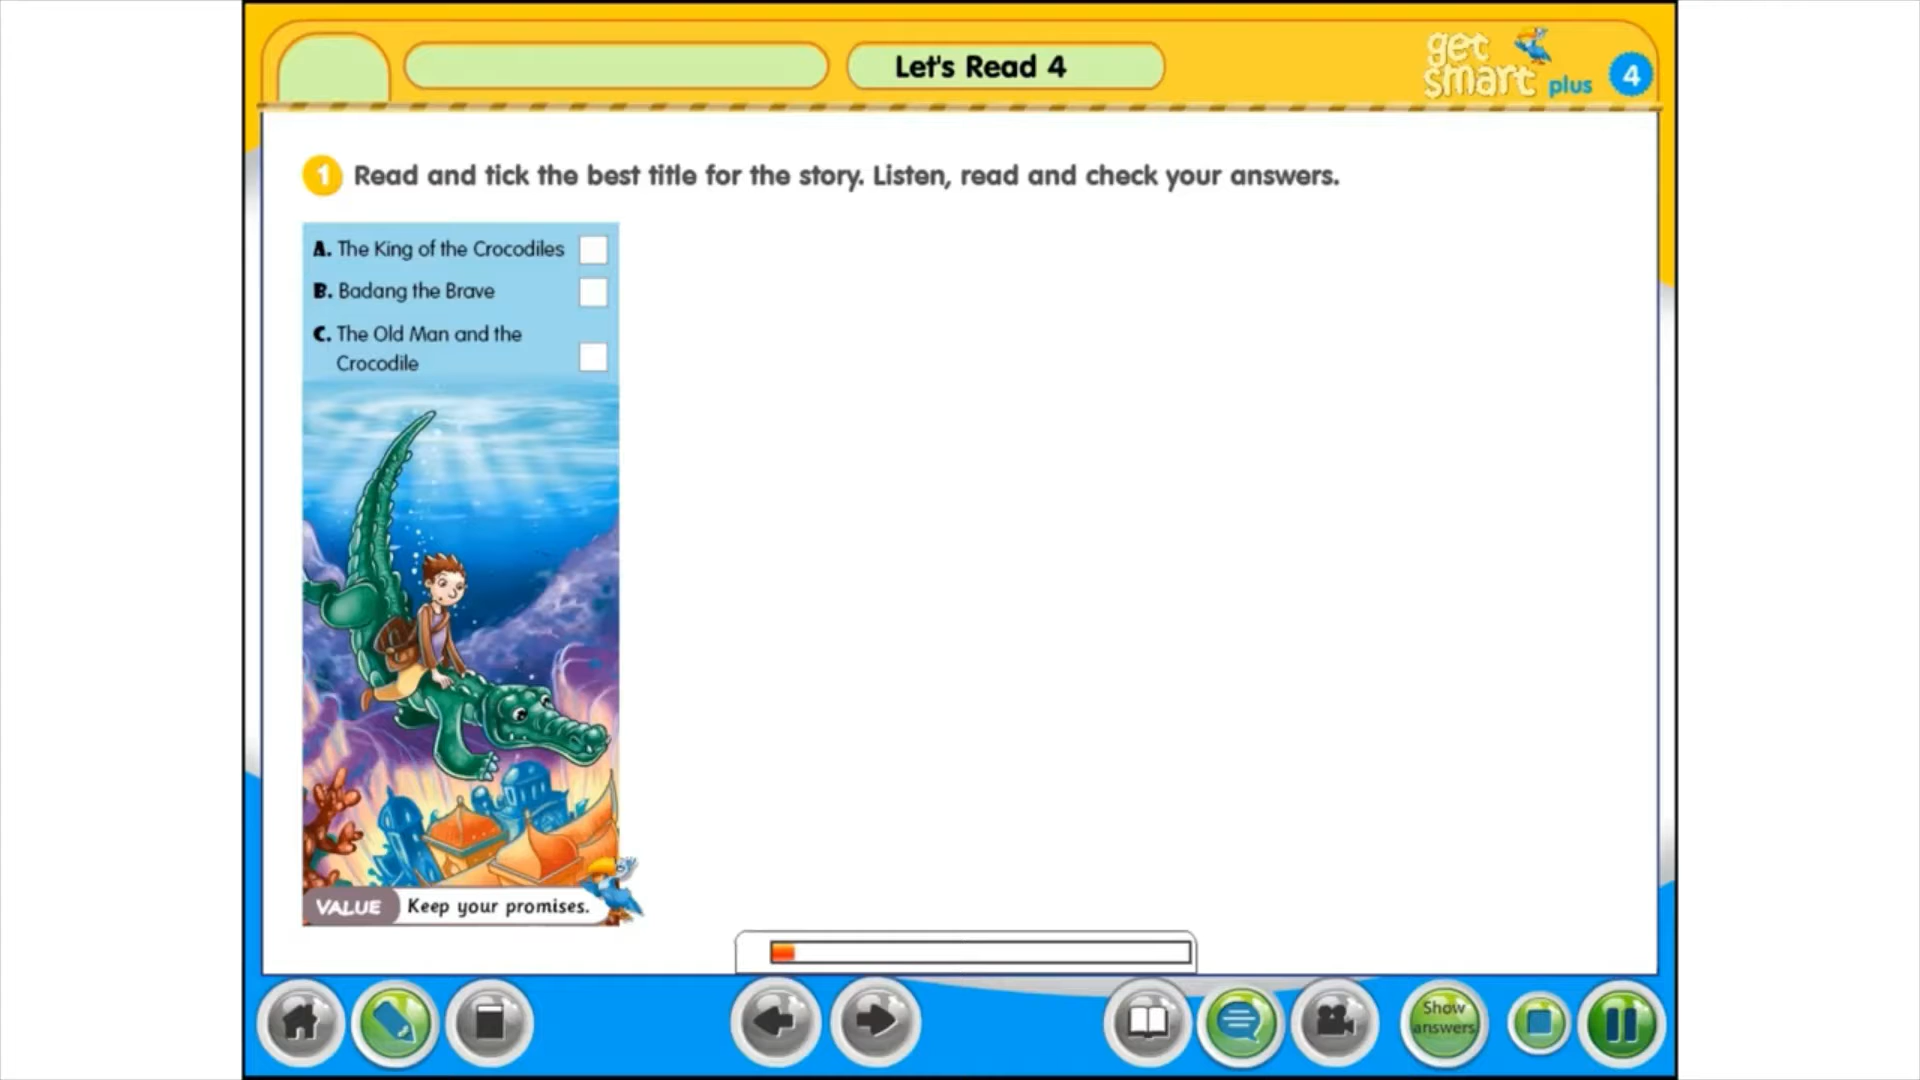 Let's Read 4
get
smart plus 4
1 Read and tick the best title for the story. Listen, read and check your answers.
A. The King of the Crocodiles
B. Badang the Brave
C. The Old Man and the
Crocodile
VALUE Keep your promises.
Show
answers